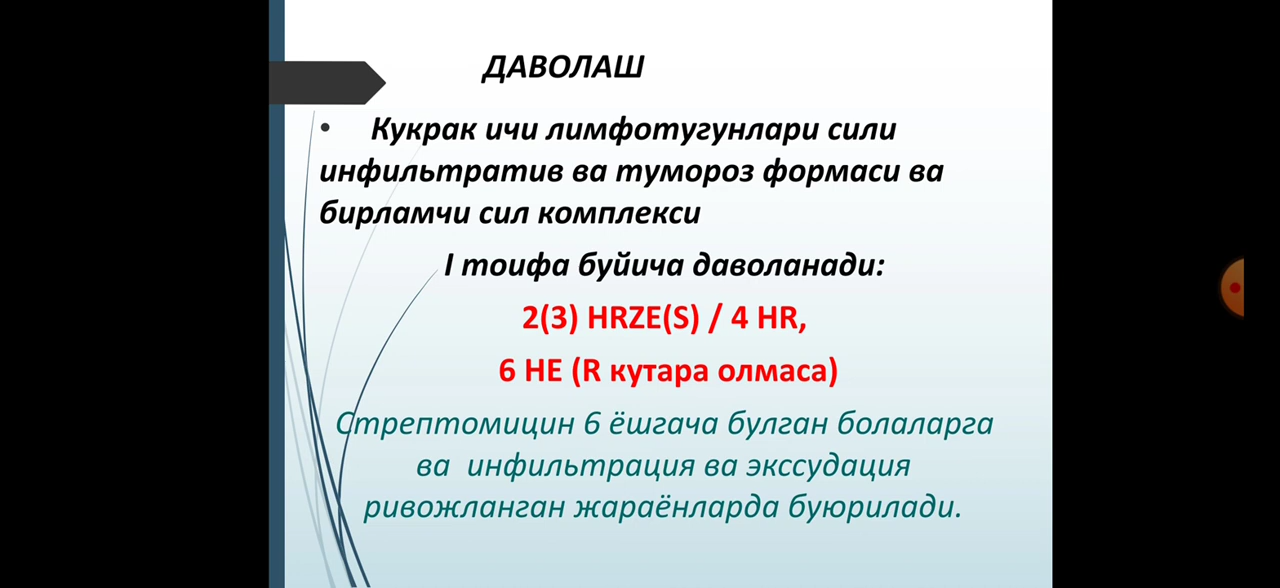 ДАВОЛАШ
• Кукрак ичи лимфотугунлари сили
инфильтратив ва тумороз формаси ва
бирламчи сил комплекси
I тоифа буйича даволанади:
2(3) HRZE(S) / 4 HR,
6 HE (R кутара олмаса)
Стрептомицин 6 ёшгача булган болаларга
ва инфильтрация ва экссудация
ривожланган жараёнларда буюрилади.